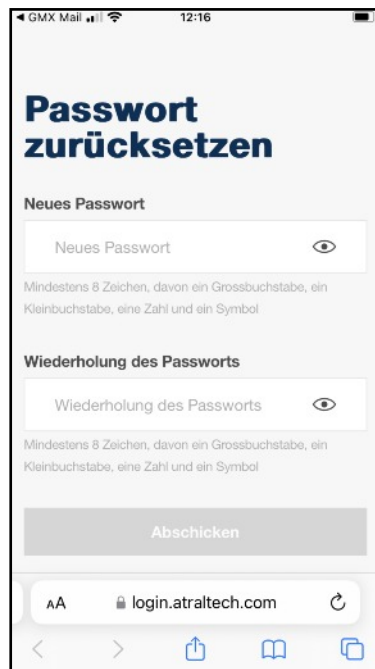 GMX Mail 12:16
Passwort
zurücksetzen
Neues Passwort
Neues Passwort
Mindestens 8 Zeichen, davon ein Grossbuchstabe, ein
Kleinbuchstabe, eine Zahl und ein Symbol
Wiederholung des Passworts
Wiederholung des Passworts
Mindestens 8 Zeichen, davon ein Grossbuchstabe, ein
Kleinbuchstabe, eine Zahl und ein Symbol
Abschicken
AA login.atraltech.com